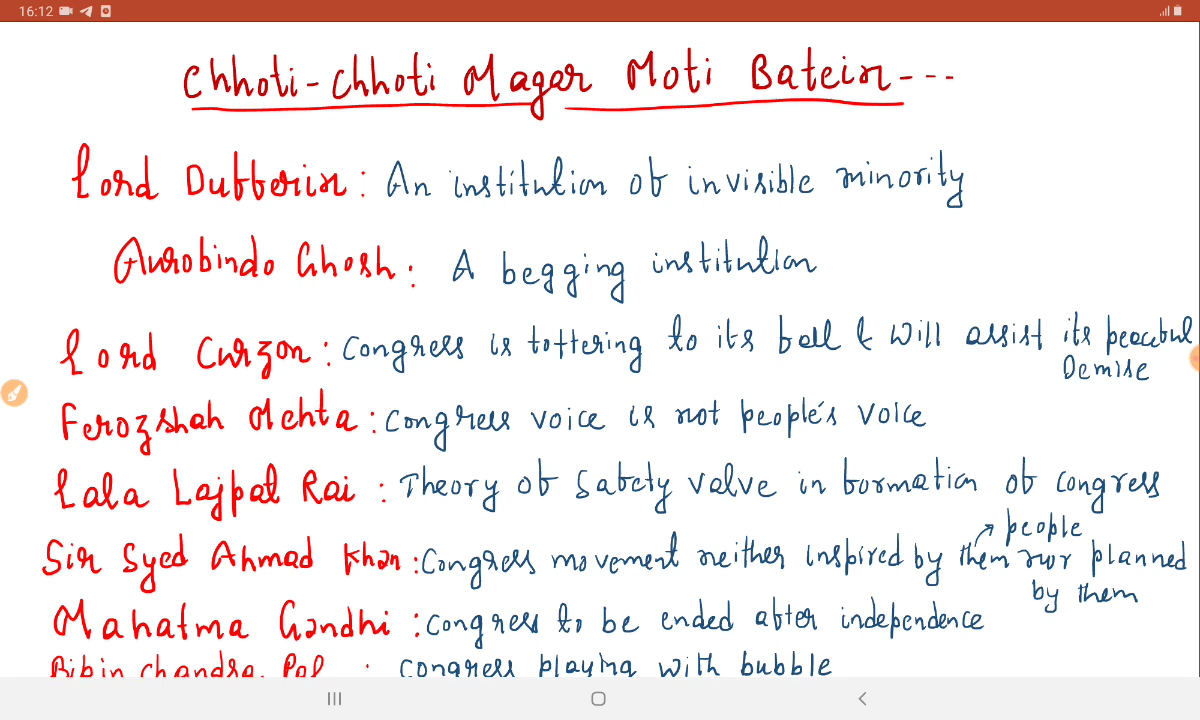 16:12
Chhoti-Chhoti Magar Moti Batein---
Lord Dufferin: An institution of invisible minority
Aurobindo Ghosh: A begging institution
Lord Curzon: Congress is tottering to its fall & will assist its peaceful
Demise
Ferozshah Mehta: Congress voice is not people's voice
Lala Lajpat Rai : Theory of Safety valve in formation of Congress
people
Sir Syed Ahmad Khan: Congress movement neither inspired by them nor planned
by them
Mahatma Gandhi: Congress to be ended after independence
Bipin Chandra Pal : Congress playing with bubble